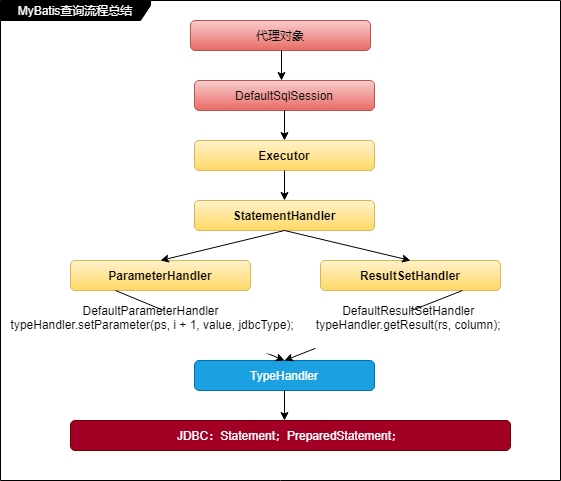 MyBatis查询流程总结
代理对象
DefaultSqlSession
Executor
StatementHandler
ParameterHandler
ResultSetHandler
DefaultParameterHandler
typeHandler.setParameter(ps, i + 1, value, jdbcType);
DefaultResultSetHandler
typeHandler.getResult(rs, column);
TypeHandler
JDBC：Statement；PreparedStatement；